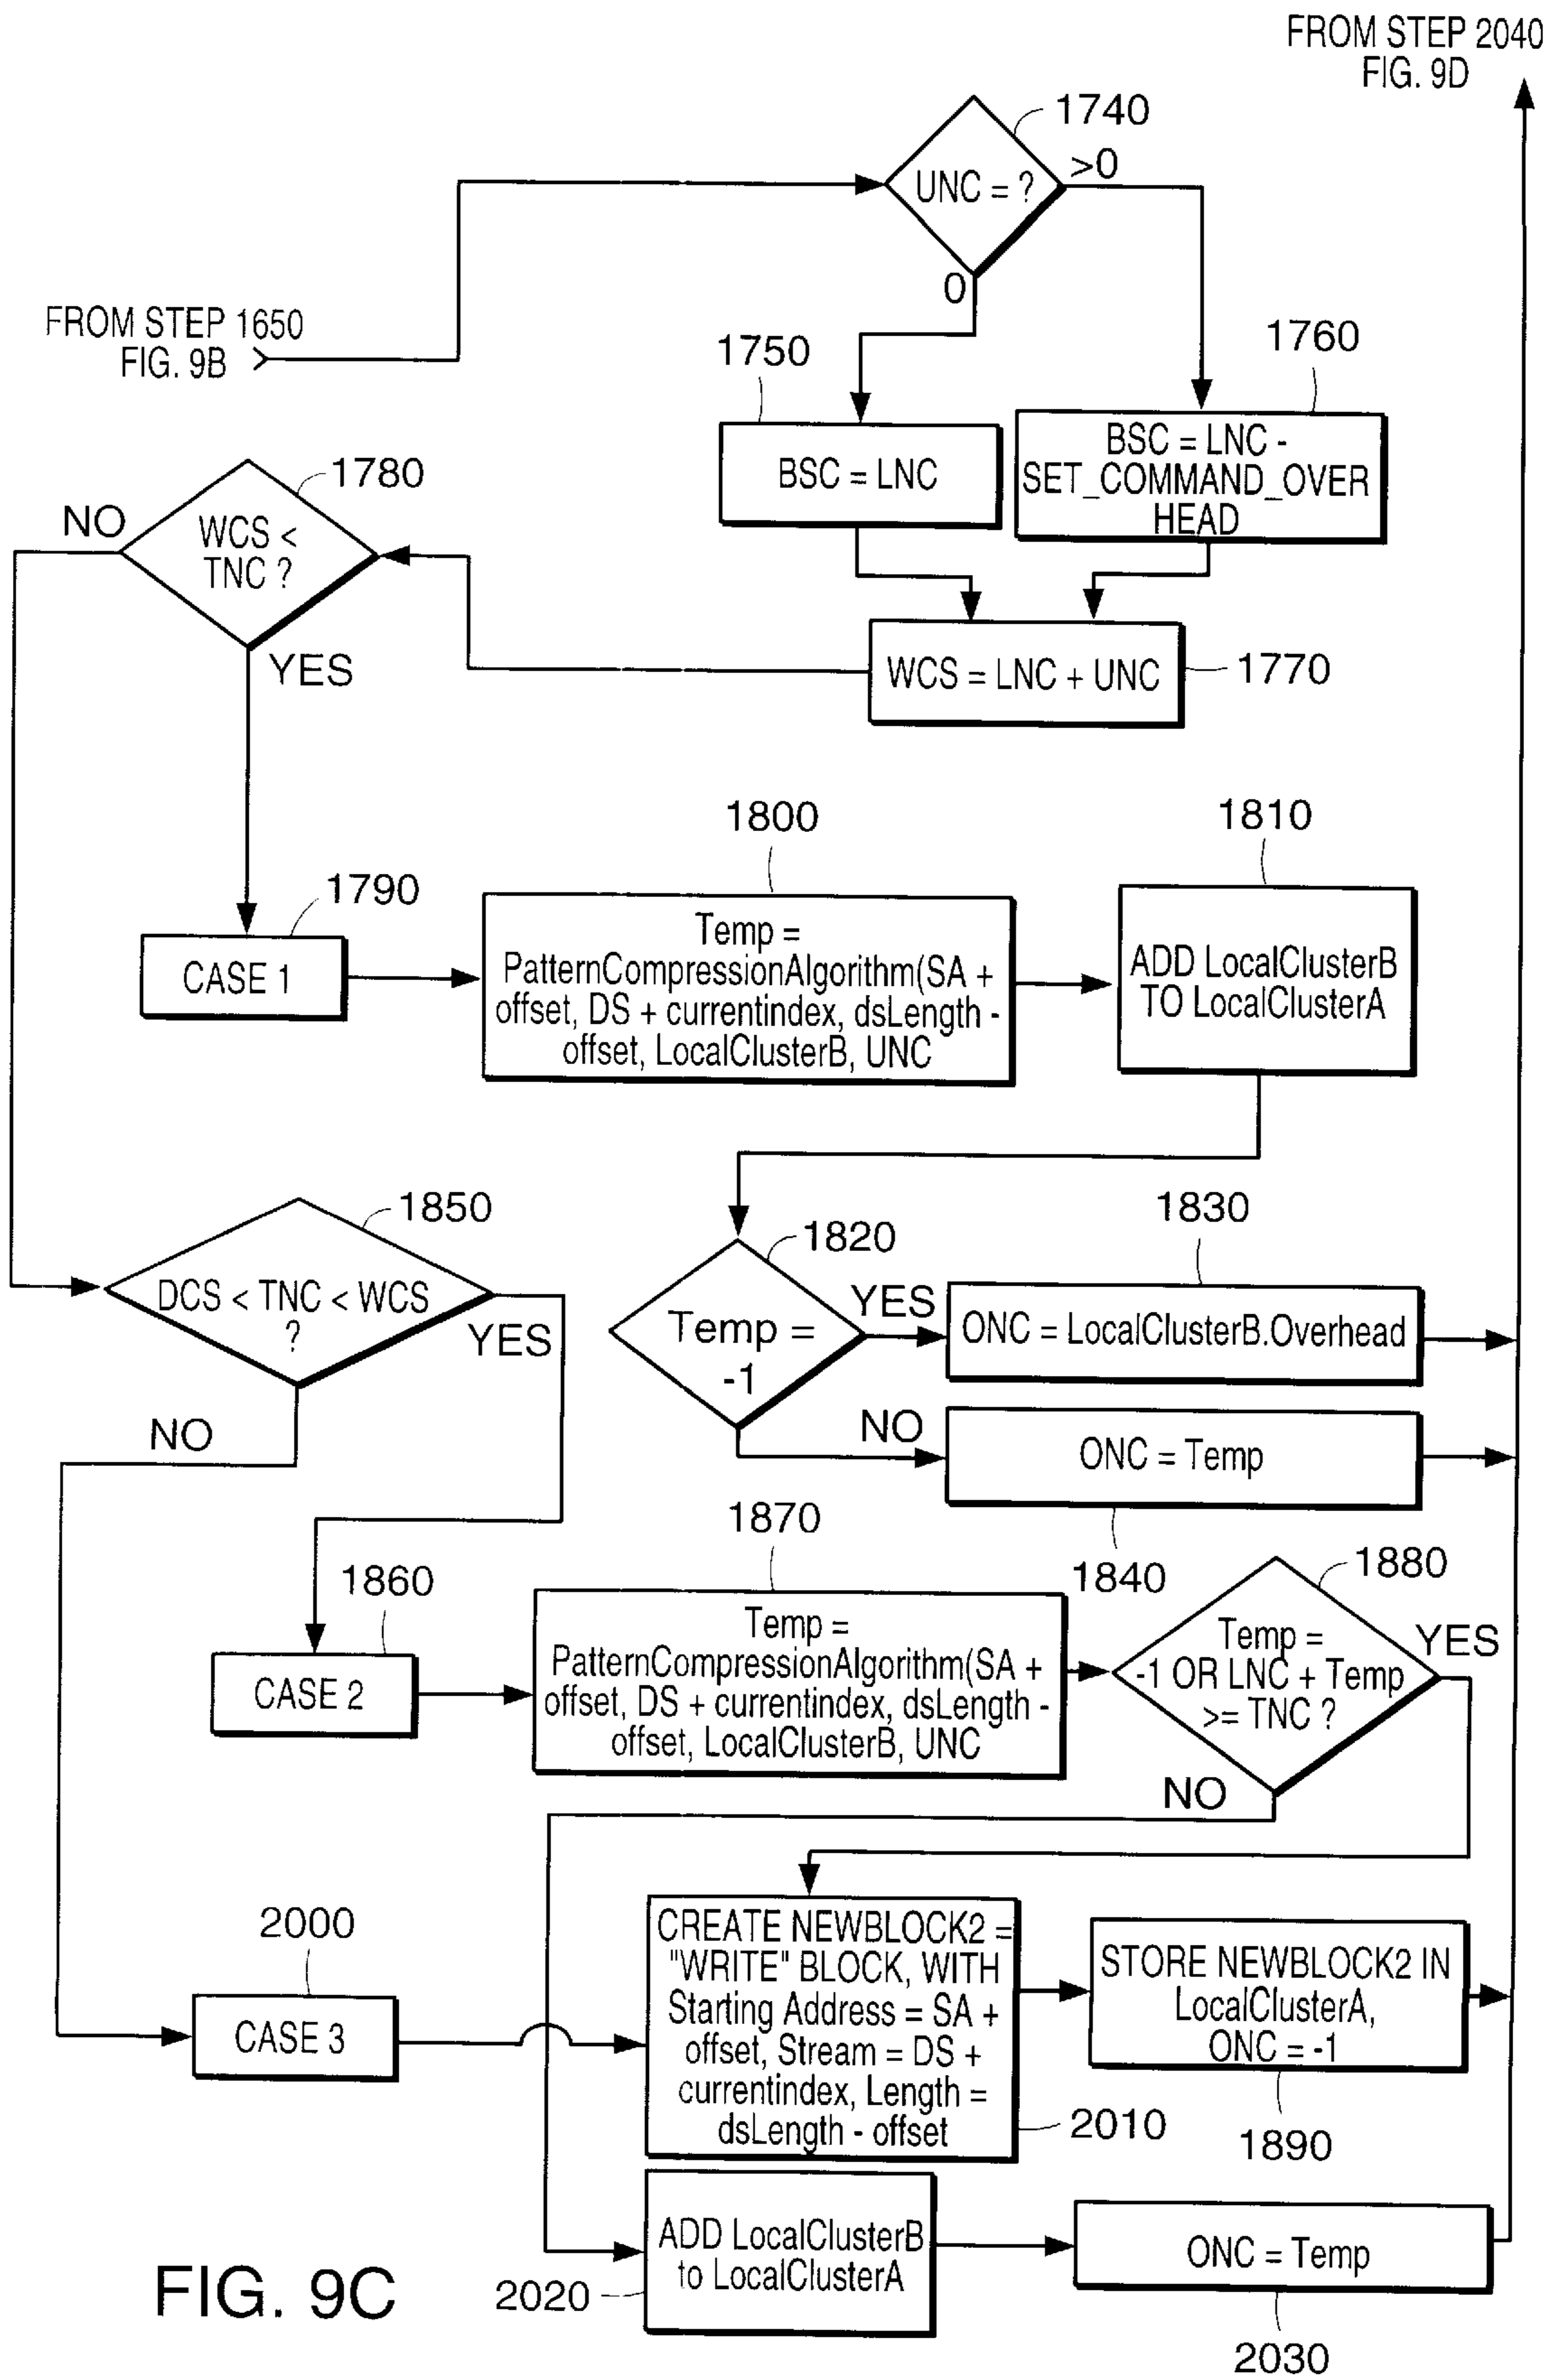 FROM STEP 2040
FIG. 9D
1740
UNC = ?
>0
0
FROM STEP 1650
FIG. 9B
1750
BSC = LNC
1760
BSC = LNC -
SET_COMMAND_OVER
HEAD
1780
NO
WCS <
TNC ?
YES
WCS = LNC + UNC
1770
1800
1810
1790
CASE 1
Temp =
PatternCompressionAlgorithm(SA +
offset, DS + currentindex, dsLength -
offset, LocalClusterB, UNC
ADD LocalClusterB
TO LocalClusterA
1850
DCS < TNC < WCS
?
YES
NO
1820
Temp =
-1
YES
1830
ONC = LocalClusterB.Overhead
NO
ONC = Temp
1840
1860
CASE 2
1870
Temp =
PatternCompressionAlgorithm(SA +
offset, DS + currentindex, dsLength -
offset, LocalClusterB, UNC
1880
Temp =
-1 OR LNC + Temp
>= TNC ?
YES
NO
2000
CASE 3
CREATE NEWBLOCK2 =
"WRITE" BLOCK, WITH
Starting Address = SA +
offset, Stream = DS +
currentindex, Length =
dsLength - offset
2010
STORE NEWBLOCK2 IN
LocalClusterA,
ONC = -1
1890
ADD LocalClusterB
to LocalClusterA
2020
ONC = Temp
2030
FIG. 9C